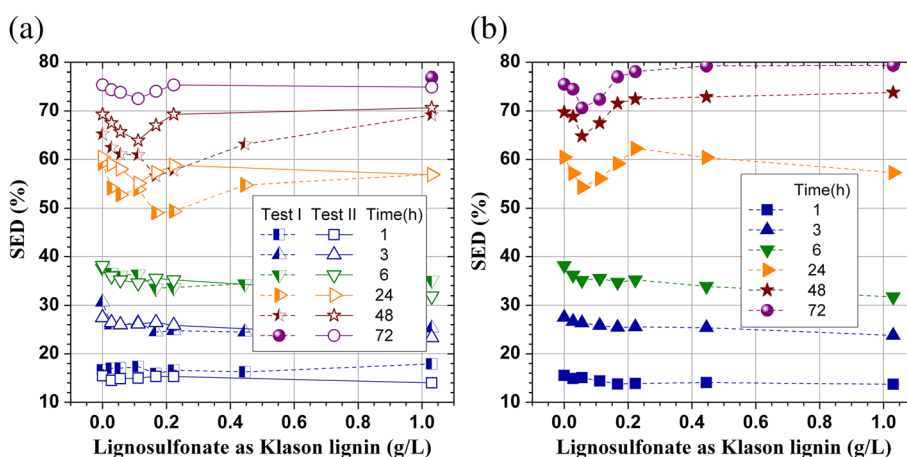 (a)
SED (%)
80
70
60
50
40
30
20
10
0.0 0.2 0.4 0.6 0.8 1.0
Test I Test II Time(h)
1
3
6
24
48
72
Lignosulfonate as Klason lignin (g/L)
(b)
SED (%)
80
70
60
50
40
30
20
10
0.0 0.2 0.4 0.6 0.8 1.0
Time(h)
1
3
6
24
48
72
Lignosulfonate as Klason lignin (g/L)